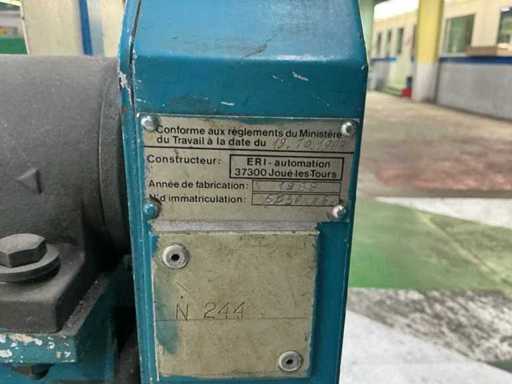 Conforme aux règlements du Ministère
du Travail à la date du
Constructeur: ERI-automation
37300 Joué les Tours
Année de fabrication:
N°d immatriculation:
N 244